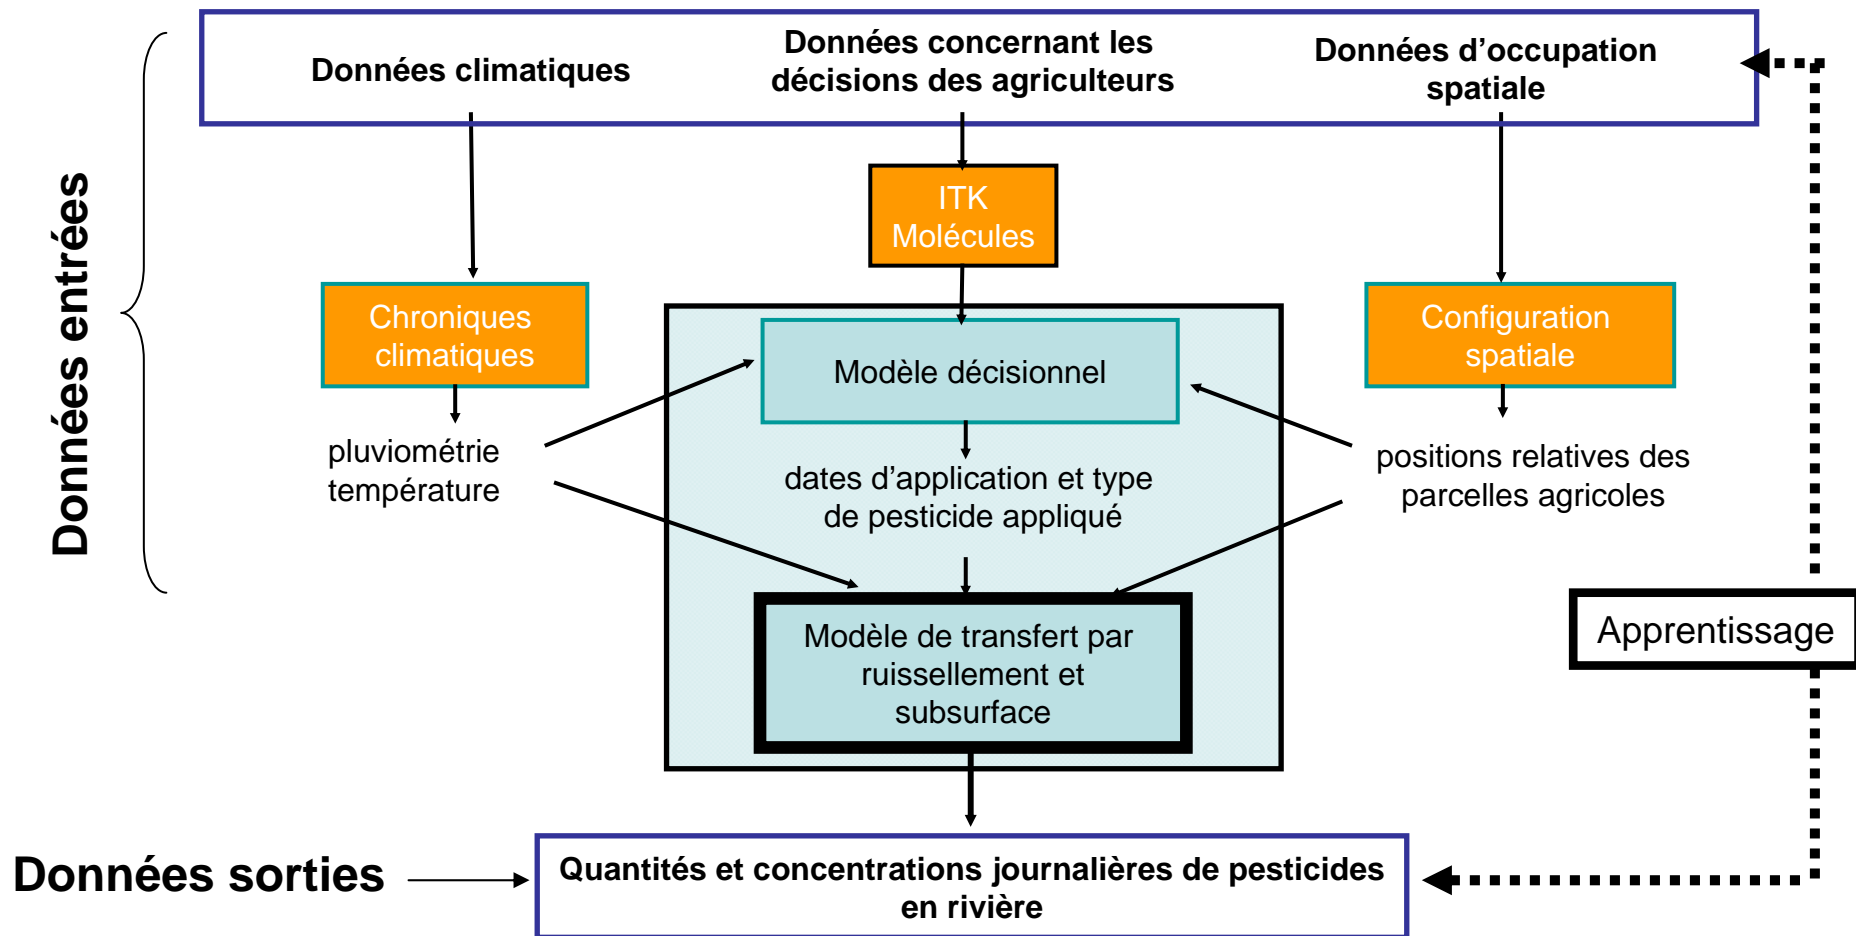 Données climatiques
Données concernant les
décisions des agriculteurs
Données d'occupation
spatiale
Données entrées
ITK
Molécules
Chroniques
climatiques
Modèle décisionnel
Configuration
spatiale
pluviométrie
température
dates d'application et type
de pesticide appliqué
positions relatives des
parcelles agricoles
Modèle de transfert par
ruissellement et
subsurface
Apprentissage
Données sorties
Quantités et concentrations journalières de pesticides
en rivière